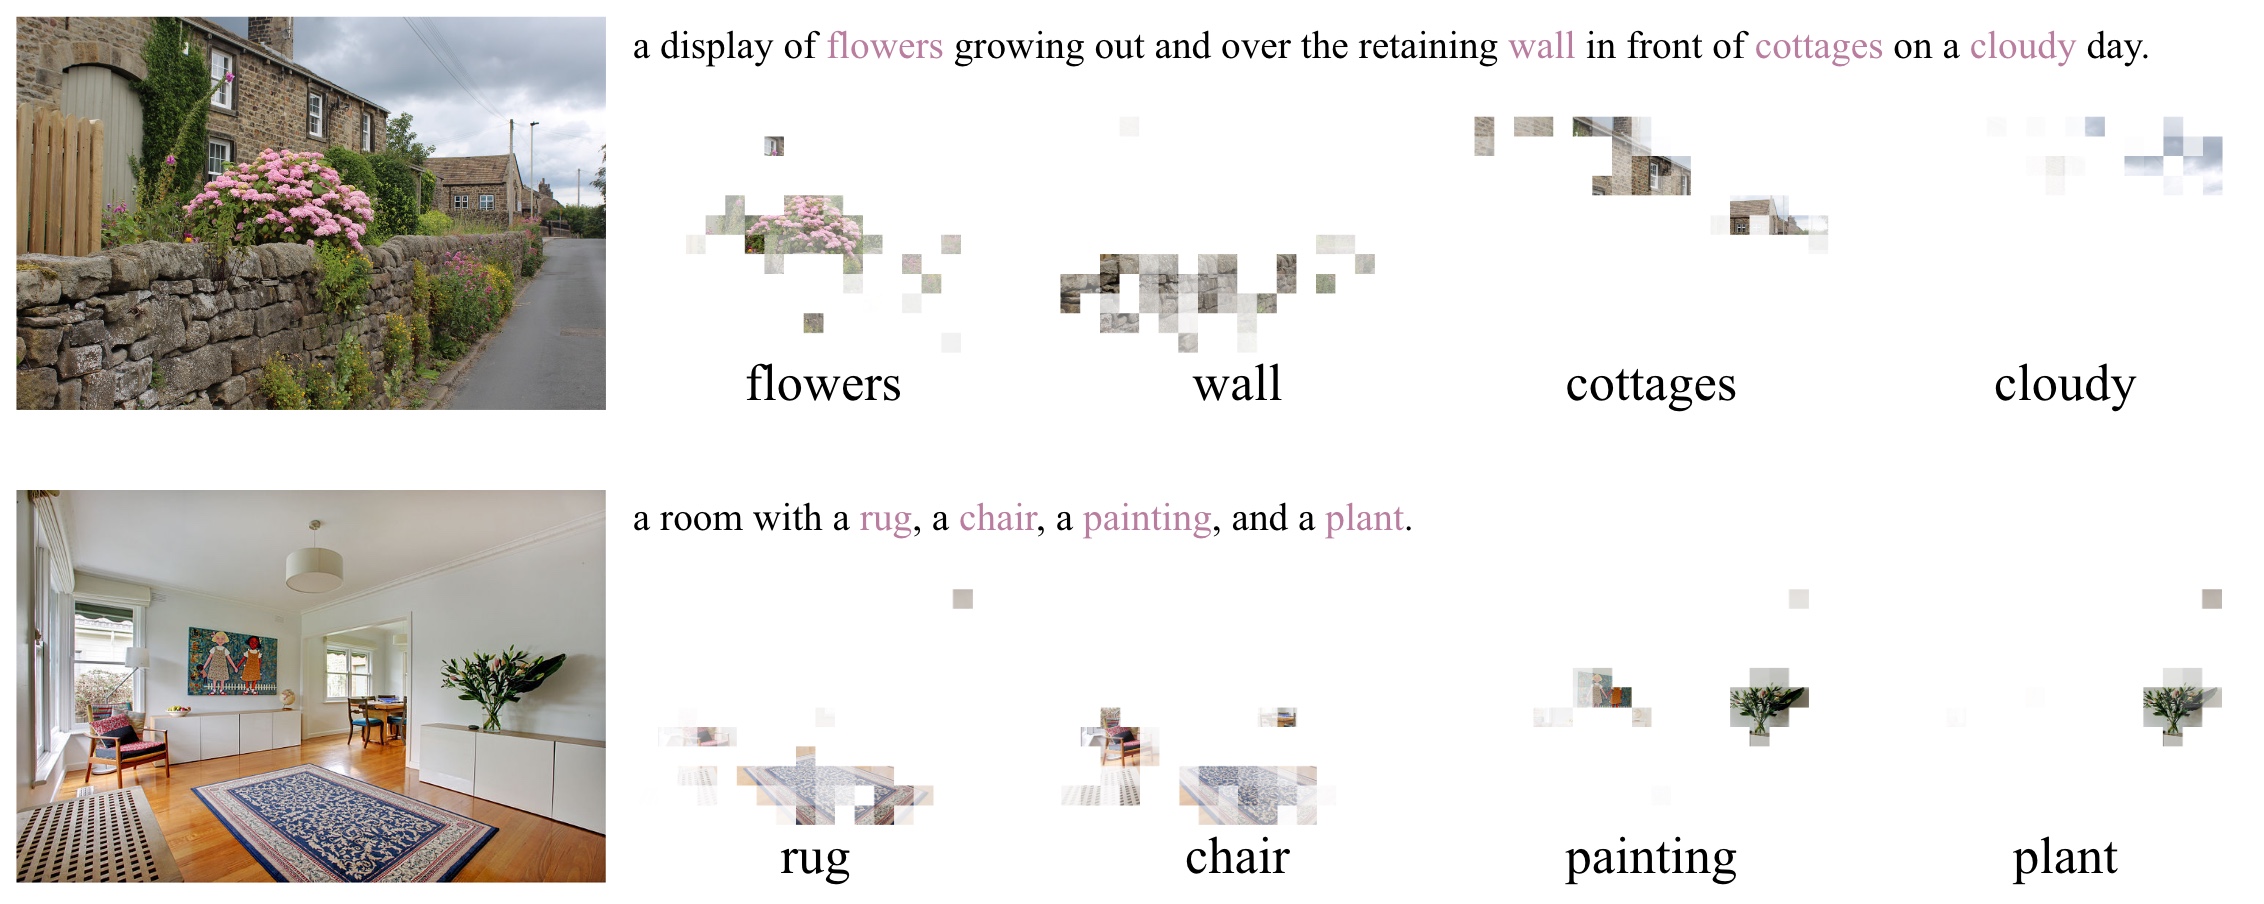 a display of flowers growing out and over the retaining wall in front of cottages on a cloudy day.
flowers wall cottages cloudy
a room with a rug, a chair, a painting, and a plant.
rug chair painting plant